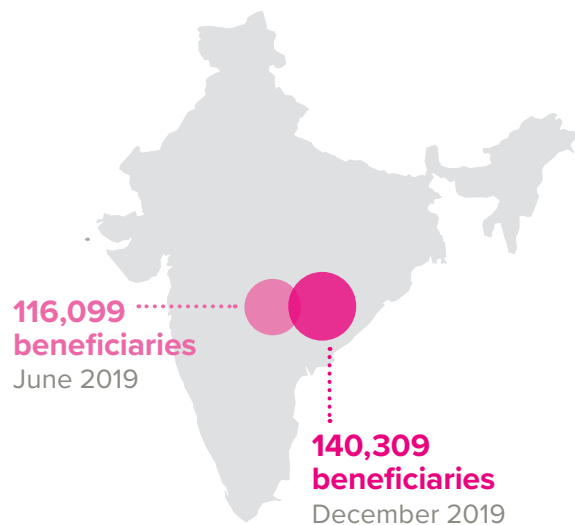 116,099
beneficiaries
June 2019
140,309
beneficiaries
December 2019